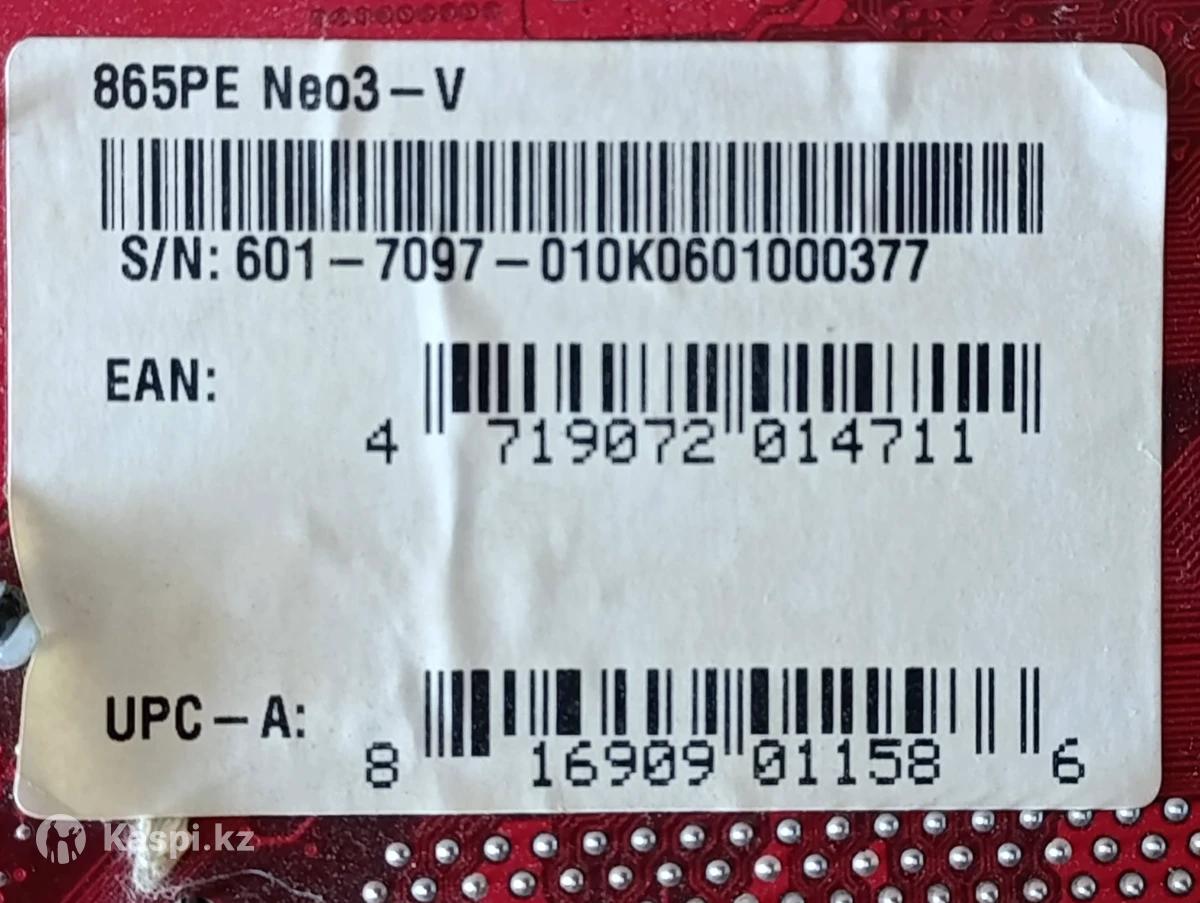 865PE Neo3-V
S/N: 601-7097-010K0601000377
EAN:
4 719072 014711
UPC-A:
8 16909 01158 6
Kaspi.kz